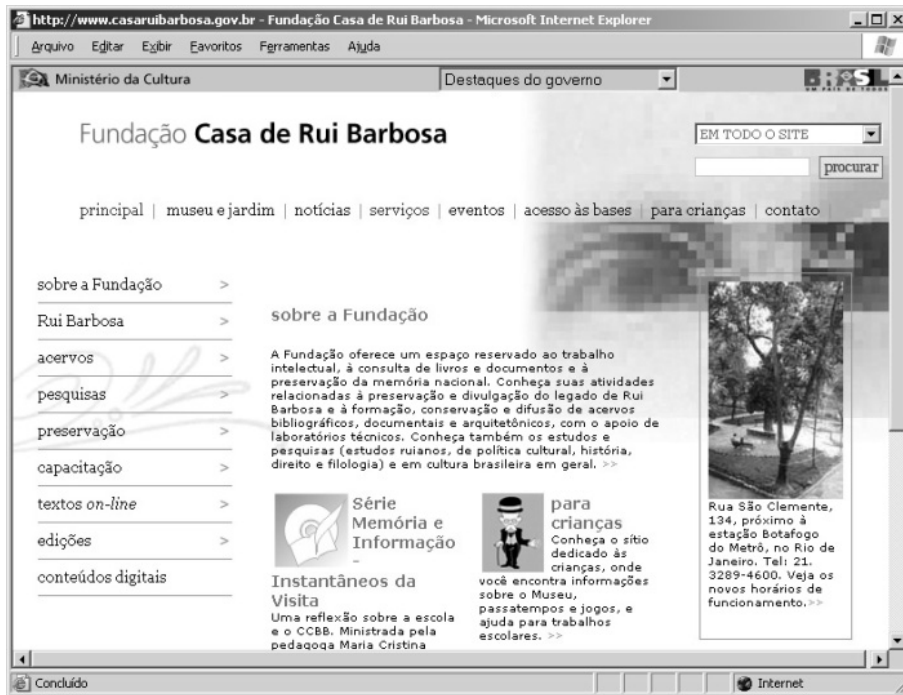 http://www.casaruibarbosa.gov.br - Fundação Casa de Rui Barbosa - Microsoft Internet Explorer
Arquivo Editar Exibir Favoritos Ferramentas Ajuda
Ministério da Cultura
Destaques do governo
BRASIL
UM PAÍS DE TODOS
Fundação Casa de Rui Barbosa
EM TODO O SITE
procurar
principal | museu e jardim | notícias | serviços | eventos | acesso às bases | para crianças | contato
sobre a Fundação >
Rui Barbosa >
acervos >
pesquisas >
preservação >
capacitação >
textos on-line >
edições >
conteúdos digitais
sobre a Fundação
A Fundação oferece um espaço reservado ao trabalho
intelectual, à consulta de livros e documentos e à
preservação da memória nacional. Conheça suas atividades
relacionadas à preservação e divulgação do legado de Rui
Barbosa e à formação, conservação e difusão de acervos
bibliográficos, documentais e arquitetônicos, com o apoio de
laboratórios técnicos. Conheça também os estudos e
pesquisas (estudos ruianos, de política cultural, história,
direito e filologia) e em cultura brasileira em geral. >>
Série
Memória e
Informação
-
Instantâneos da
Visita
Uma reflexão sobre a escola
e o CCBB. Ministrada pela
pedagoga Maria Cristina
para
crianças
Conheça o sítio
dedicado às
crianças, onde
você encontra informações
sobre o Museu,
passatempos e jogos, e
ajuda para trabalhos
escolares. >>
Rua São Clemente,
134, próximo à
estação Botafogo
do Metrô, no Rio de
Janeiro. Tel: 21.
3289-4600. Veja os
novos horários de
funcionamento.>>
Concluído
Internet